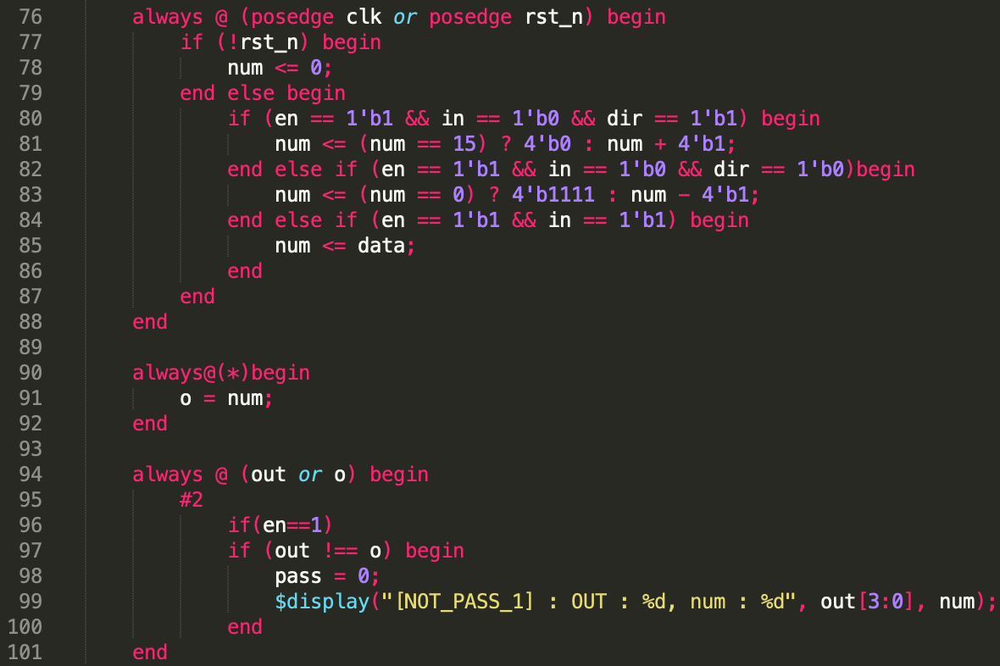 76 always @ (posedge clk or posedge rst_n) begin
77 if (!rst_n) begin
78 num <= 0;
79 end else begin
80 if (en == 1'b1 && in == 1'b0 && dir == 1'b1) begin
81 num <= (num == 15) ? 4'b0 : num + 4'b1;
82 end else if (en == 1'b1 && in == 1'b0 && dir == 1'b0)begin
83 num <= (num == 0) ? 4'b1111 : num - 4'b1;
84 end else if (en == 1'b1 && in == 1'b1) begin
85 num <= data;
86 end
87 end
88 end
89
90 always@(*)begin
91 o = num;
92 end
93
94 always @ (out or o) begin
95 #2
96 if(en==1)
97 if (out !== o) begin
98 pass = 0;
99 $display("[NOT_PASS_1] : OUT : %d, num : %d", out[3:0], num);
100 end
101 end